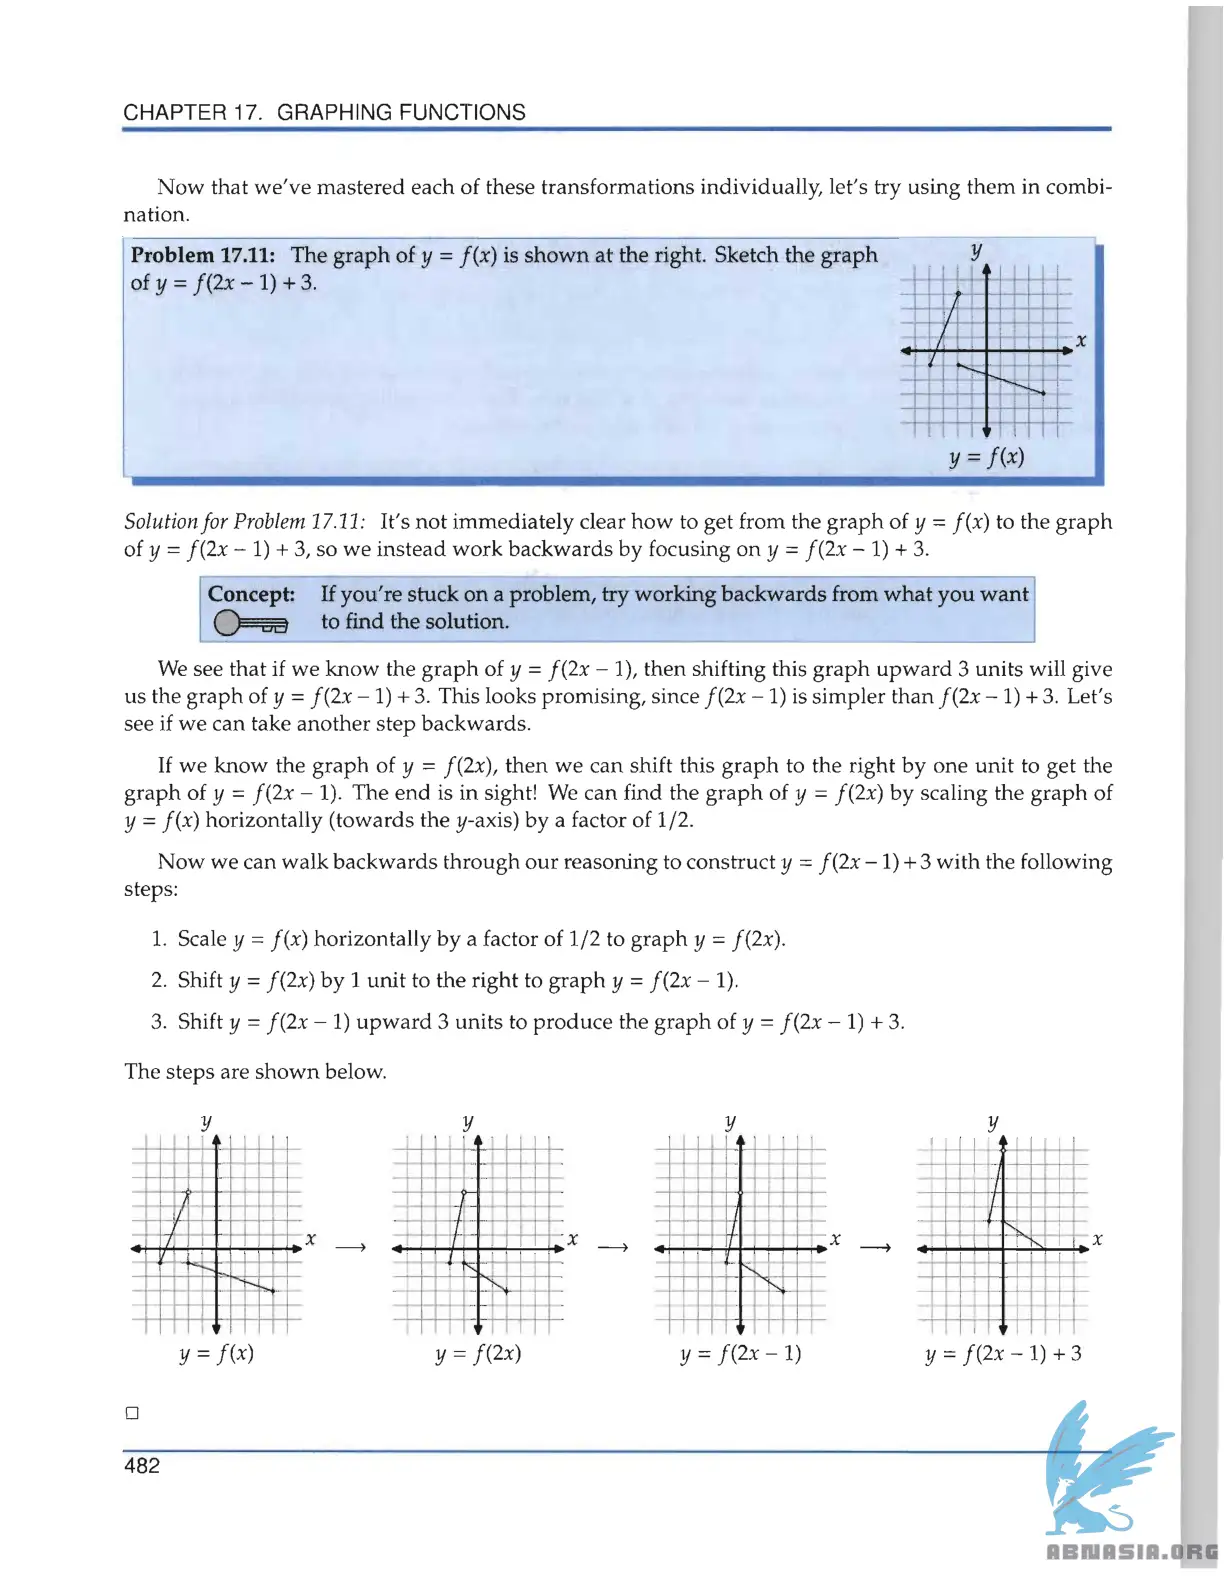 CHAPTER 17. GRAPHING FUNCTIONS
Now that we've mastered each of these transformations individually, let's try using them in combi-
nation.
Problem 17.11: The graph of y = f(x) is shown at the right. Sketch the graph
of y = f(2x − 1) + 3.
y
x
y = f(x)
Solution for Problem 17.11: It's not immediately clear how to get from the graph of y = f(x) to the graph
of y = f(2x − 1) + 3, so we instead work backwards by focusing on y = f(2x − 1) + 3.
Concept: If you're stuck on a problem, try working backwards from what you want
to find the solution.
We see that if we know the graph of y = f(2x − 1), then shifting this graph upward 3 units will give
us the graph of y = f(2x − 1) + 3. This looks promising, since f(2x − 1) is simpler than f(2x − 1) + 3. Let's
see if we can take another step backwards.
If we know the graph of y = f(2x), then we can shift this graph to the right by one unit to get the
graph of y = f(2x − 1). The end is in sight! We can find the graph of y = f(2x) by scaling the graph of
y = f(x) horizontally (towards the y-axis) by a factor of 1/2.
Now we can walk backwards through our reasoning to construct y = f(2x − 1) + 3 with the following
steps:
1. Scale y = f(x) horizontally by a factor of 1/2 to graph y = f(2x).
2. Shift y = f(2x) by 1 unit to the right to graph y = f(2x − 1).
3. Shift y = f(2x − 1) upward 3 units to produce the graph of y = f(2x − 1) + 3.
The steps are shown below.
y y y y
x → x → x → x
y = f(x) y = f(2x) y = f(2x − 1) y = f(2x − 1) + 3
□
482
ABMASIA.ORG